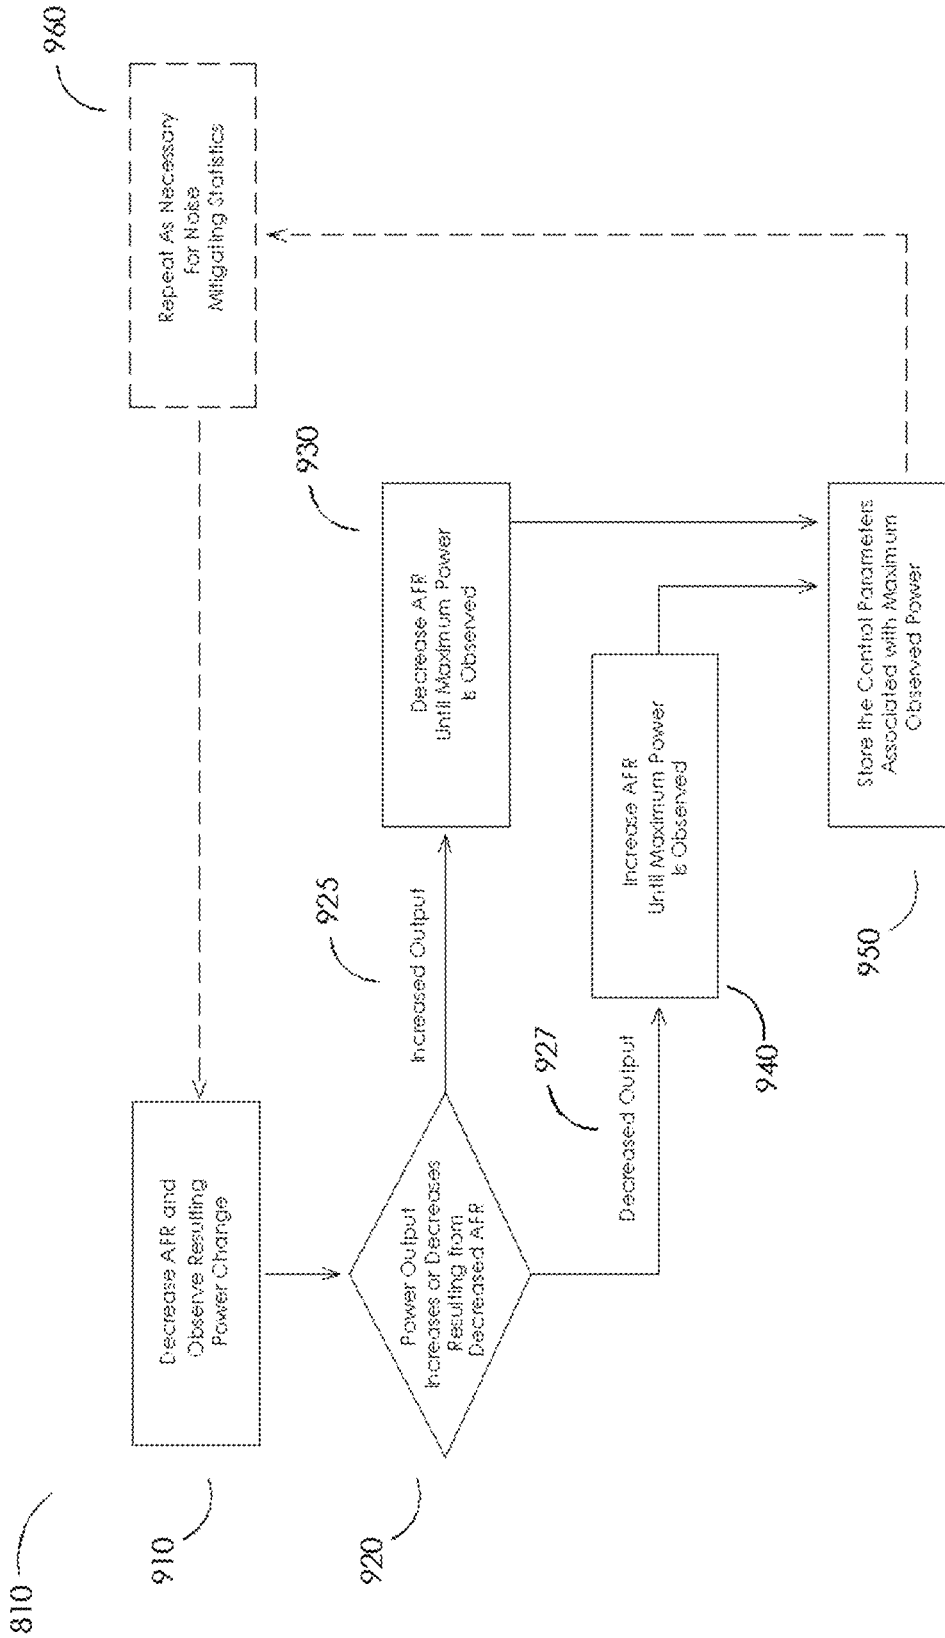 810
910
Decrease AFR and
Observe Resulting
Power Change
920
Power Output
Increases or Decreases
Resulting from
Decreased AFR
925
Increased Output
927
Decreased Output
930
Decrease AFR
Until Maximum Power
Is Observed
940
Increase AFR
Until Maximum Power
Is Observed
950
Store the Control Parameters
Associated with Maximum
Observed Power
960
Repeat As Necessary
For Noise
Mitigating Statistics